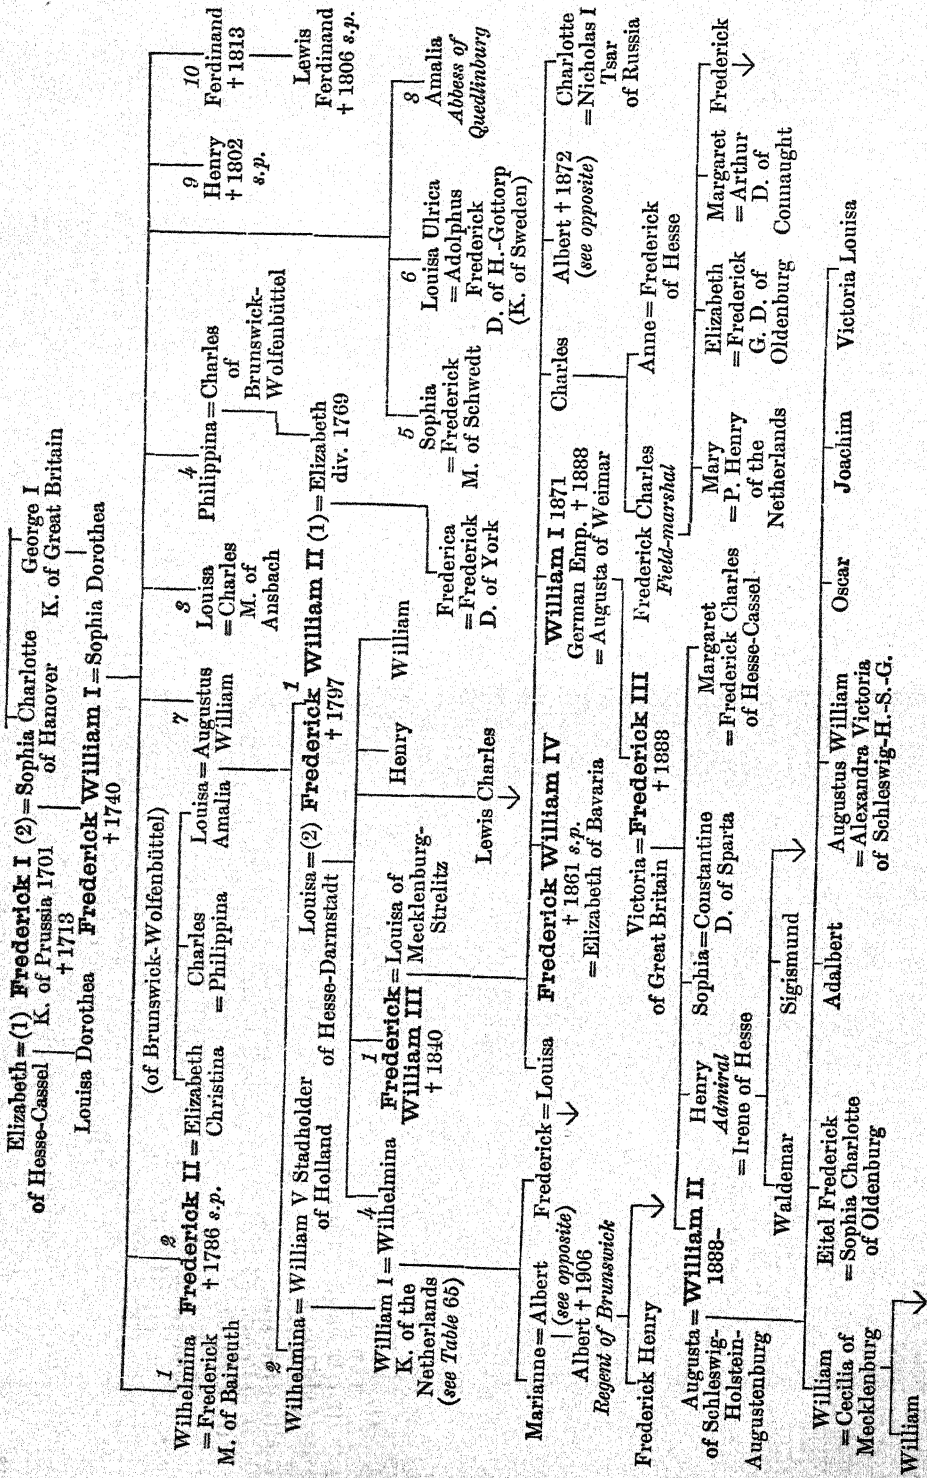 Elizabeth=(1) Frederick I (2)=Sophia Charlotte George I
of Hesse-Cassel K. of Prussia 1701 of Hanover K. of Great Britain
†1713
Louisa Dorothea Frederick William I=Sophia Dorothea
†1740
(of Brunswick-Wolfenbüttel)
1 2 7 3 4 9 10
Wilhelmina Frederick II=Elizabeth Charles Louisa=Augustus Louisa Philippina=Charles Henry Ferdinand
=Frederick †1786 s.p. Christina =Philippina Amalia William =Charles of †1802 †1813
M. of Baireuth M. of Brunswick- s.p.
Ansbach Wolfenbüttel Lewis
Ferdinand
†1806 s.p.
2 1
Wilhelmina=William V Stadholder Louisa=(2) Frederick William II (1)=Elizabeth
of Holland of Hesse-Darmstadt †1797 div. 1769
5 6 8
Sophia Louisa Ulrica Amalia
=Frederick =Adolphus Abbess of
M. of Schwedt Frederick Quedlinburg
D. of H.-Gottorp
(K. of Sweden)
4 1
William I=Wilhelmina Frederick=Louisa of Henry William Frederica
K. of the William III Mecklenburg- =Frederick
Netherlands †1840 Strelitz D. of York
(see Table 65) Lewis Charles
Marianne=Albert Frederick=Louisa Frederick William IV William I 1871 Charles Albert †1872 Charlotte
(see opposite) †1861 s.p. German Emp. †1888 (see opposite) =Nicholas I
Albert †1906 =Elizabeth of Bavaria =Augusta of Weimar Tsar
Regent of Brunswick of Russia
Frederick Henry Victoria=Frederick III Frederick Charles Anne=Frederick
of Great Britain †1888 Field-marshal of Hesse
Augusta=William II Henry Sophia=Constantine Margaret Mary Elizabeth Margaret Frederick
of Schleswig- 1888– Admiral D. of Sparta =Frederick Charles =P. Henry =Frederick =Arthur
Holstein- =Irene of Hesse of Hesse-Cassel of the G. D. of D. of
Augustenburg Netherlands Oldenburg Connaught
Waldemar Sigismund
William Eitel Frederick Adalbert Augustus William Oscar Joachim Victoria Louisa
=Cecilia of =Sophia Charlotte =Alexandra Victoria
Mecklenburg of Oldenburg of Schleswig-H.-S.-G.
William